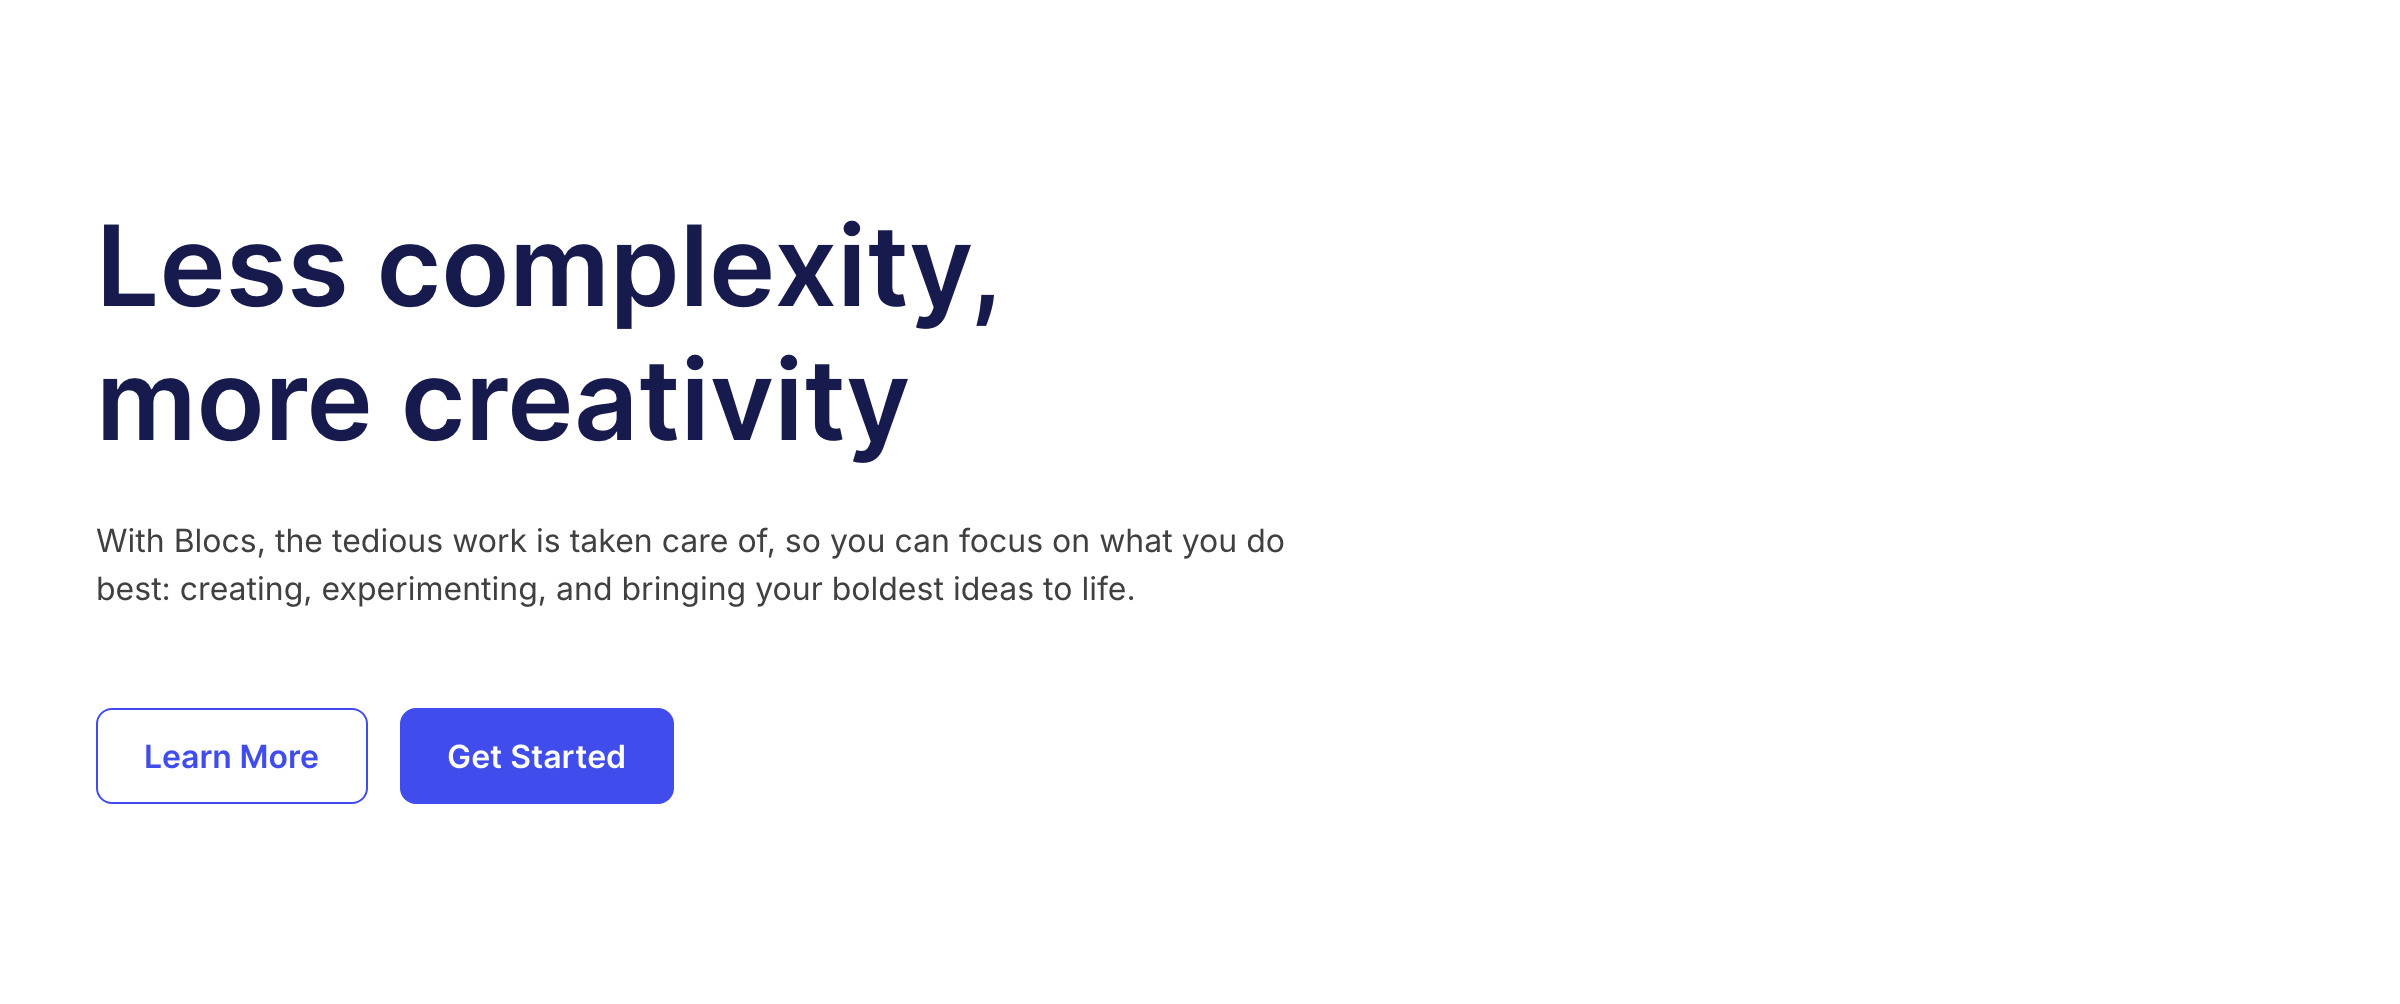 Less complexity,
more creativity
With Blocs, the tedious work is taken care of, so you can focus on what you do
best: creating, experimenting, and bringing your boldest ideas to life.
Learn More
Get Started